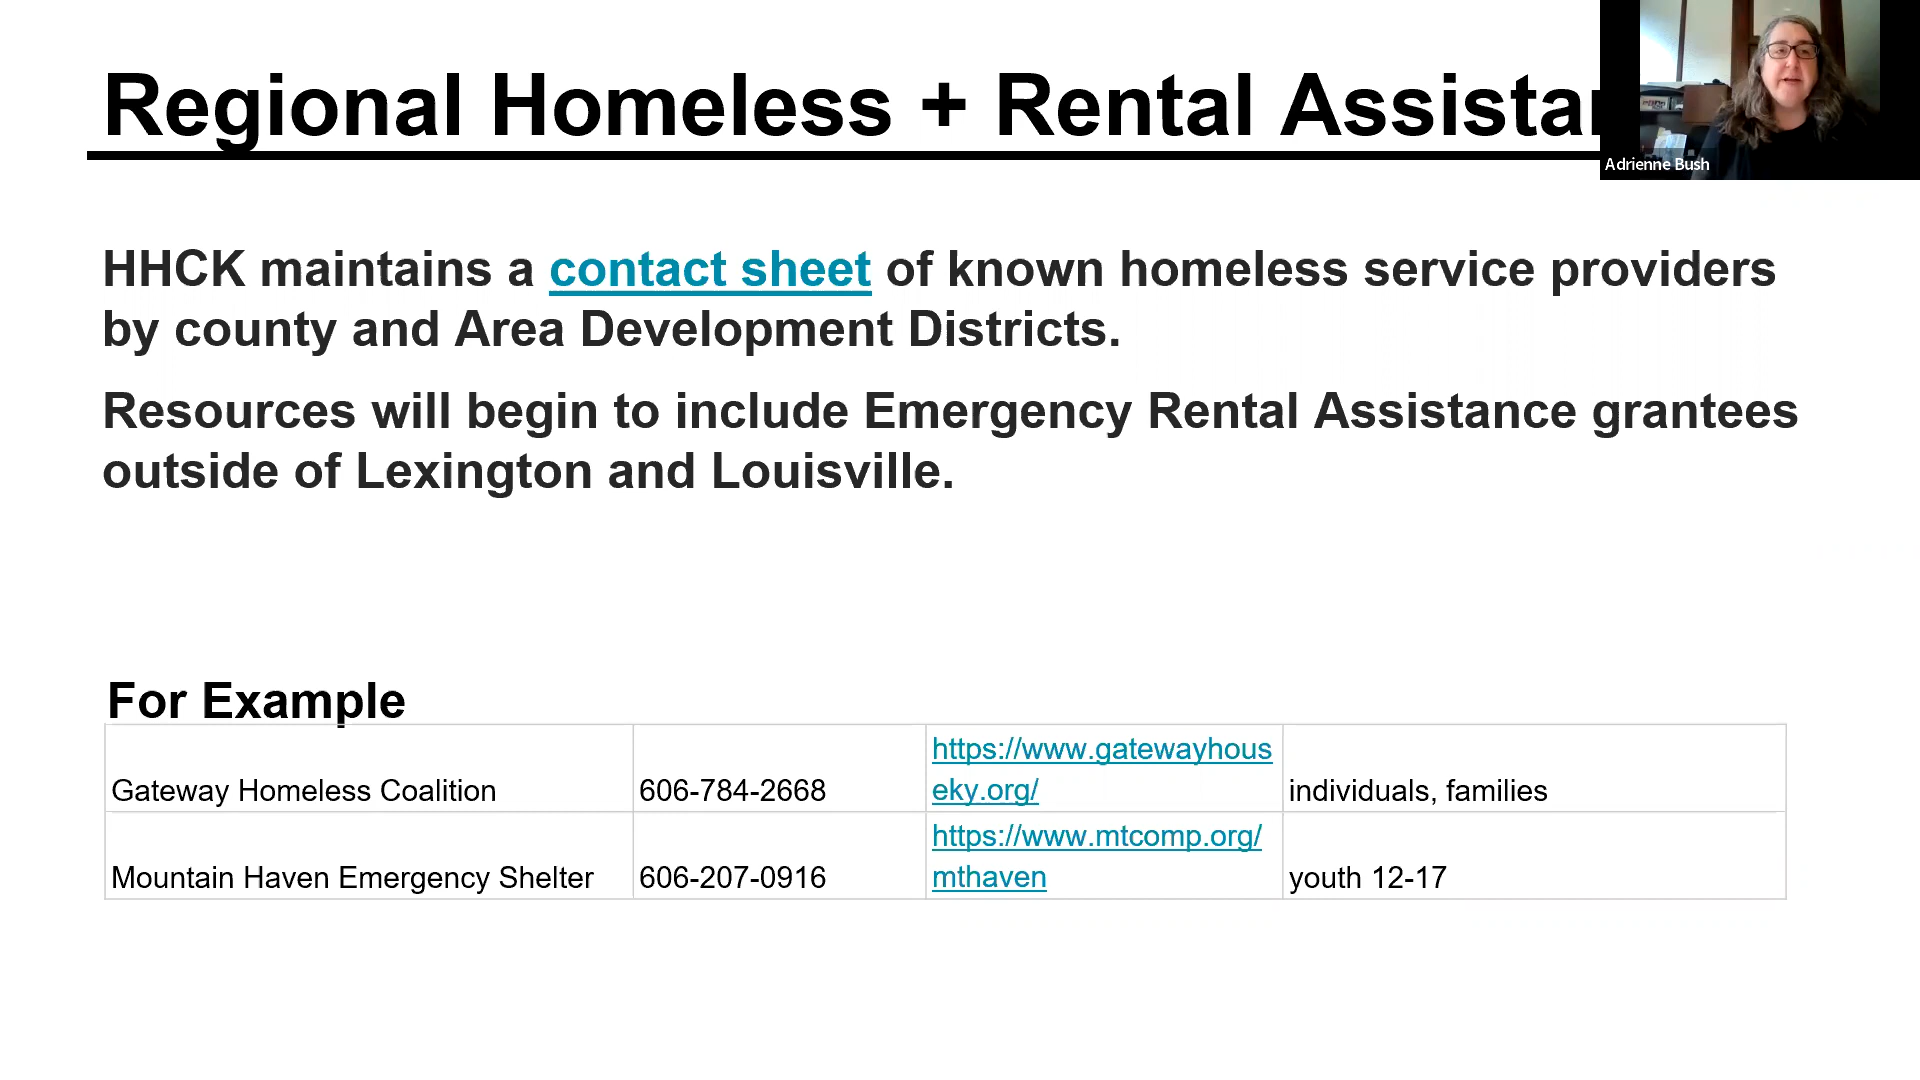 Regional Homeless + Rental Assista
Adrienne Bush
HHCK maintains a contact sheet of known homeless service providers
by county and Area Development Districts.
Resources will begin to include Emergency Rental Assistance grantees
outside of Lexington and Louisville.
For Example
Gateway Homeless Coalition 606-784-2668 https://www.gatewayhous
eky.org/ individuals, families
Mountain Haven Emergency Shelter 606-207-0916 https://www.mtcomp.org/
mthaven youth 12-17